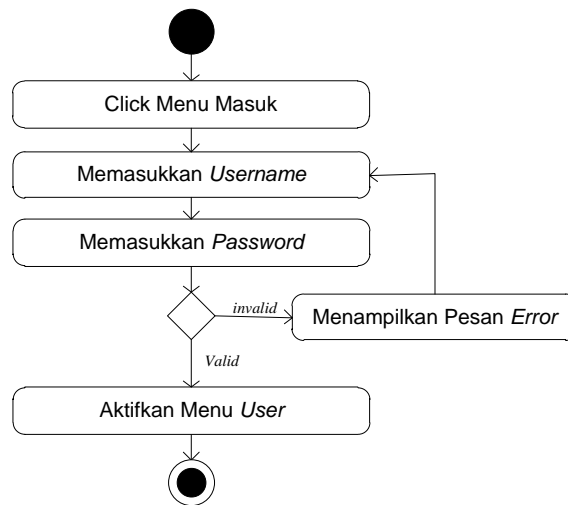 Click Menu Masuk
Memasukkan Username
Memasukkan Password
invalid
Menampilkan Pesan Error
Valid
Aktifkan Menu User